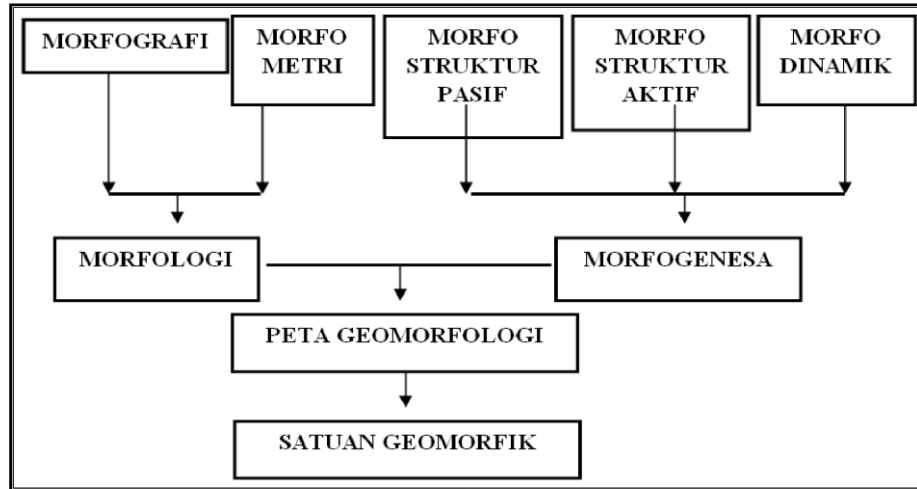 MORFOGRAFI
MORFO
METRI
MORFO
STRUKTUR
PASIF
MORFO
STRUKTUR
AKTIF
MORFO
DINAMIK
MORFOLOGI
MORFOGENESA
PETA GEOMORFOLOGI
SATUAN GEOMORFIK